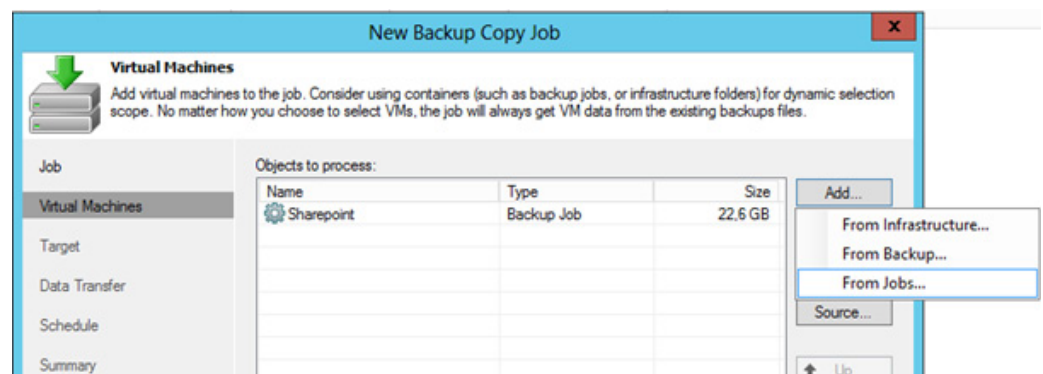 New Backup Copy Job
x
Virtual Machines
Add virtual machines to the job. Consider using containers (such as backup jobs, or infrastructure folders) for dynamic selection
scope. No matter how you choose to select VMs, the job will always get VM data from the existing backups files.
Job
Virtual Machines
Target
Data Transfer
Schedule
Summary
Objects to process:
Name Type Size
Sharepoint Backup Job 22,6 GB
Add...
From Infrastructure...
From Backup...
From Jobs...
Source...
Up